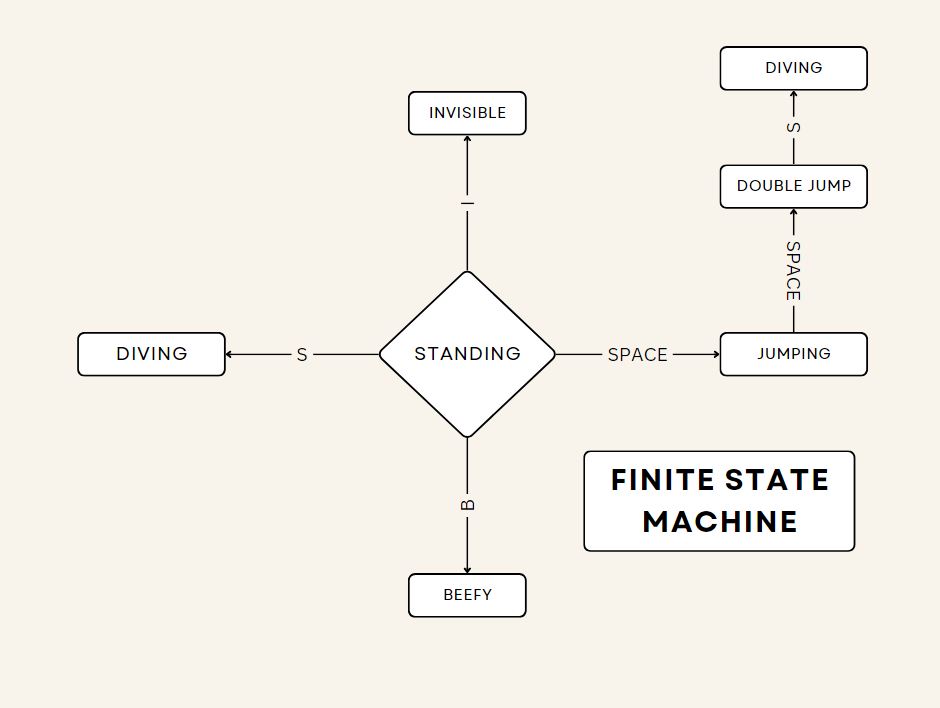 DIVING
S
INVISIBLE
DOUBLE JUMP
I
SPACE
DIVING
S
STANDING
SPACE
JUMPING
FINITE STATE
MACHINE
B
BEEFY